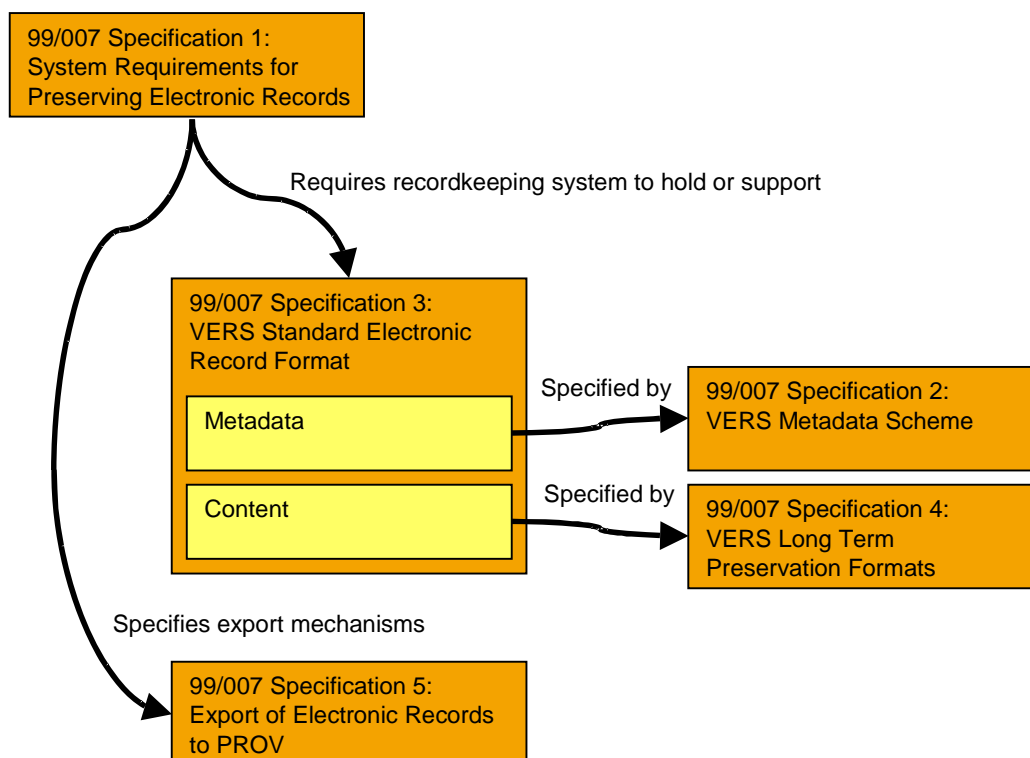 99/007 Specification 1:
System Requirements for
Preserving Electronic Records
Requires recordkeeping system to hold or support
99/007 Specification 3:
VERS Standard Electronic
Record Format
Metadata
Specified by
99/007 Specification 2:
VERS Metadata Scheme
Content
Specified by
99/007 Specification 4:
VERS Long Term
Preservation Formats
Specifies export mechanisms
99/007 Specification 5:
Export of Electronic Records
to PROV